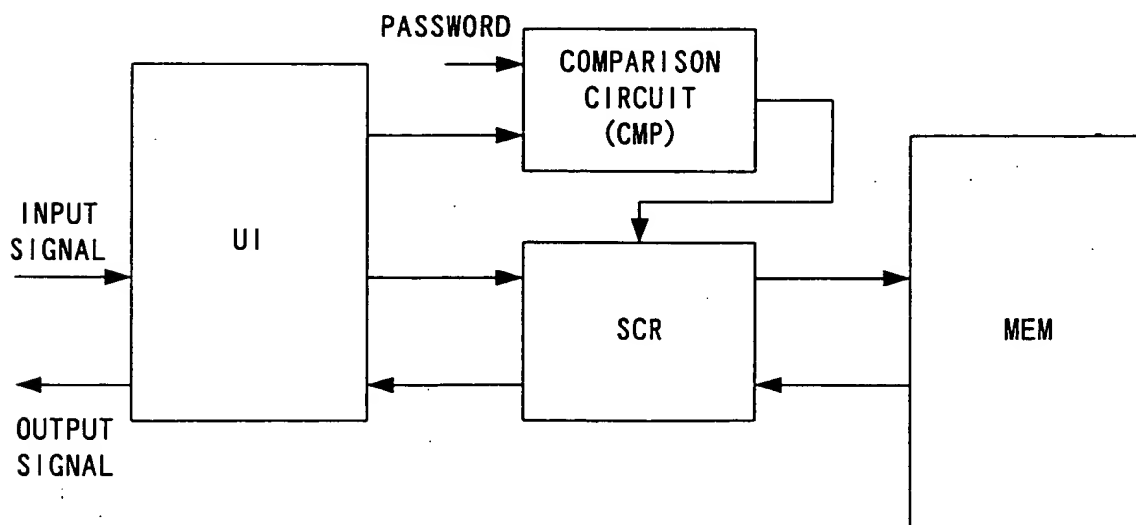 PASSWORD
COMPARISON
CIRCUIT
(CMP)
INPUT
SIGNAL
UI
SCR
MEM
OUTPUT
SIGNAL